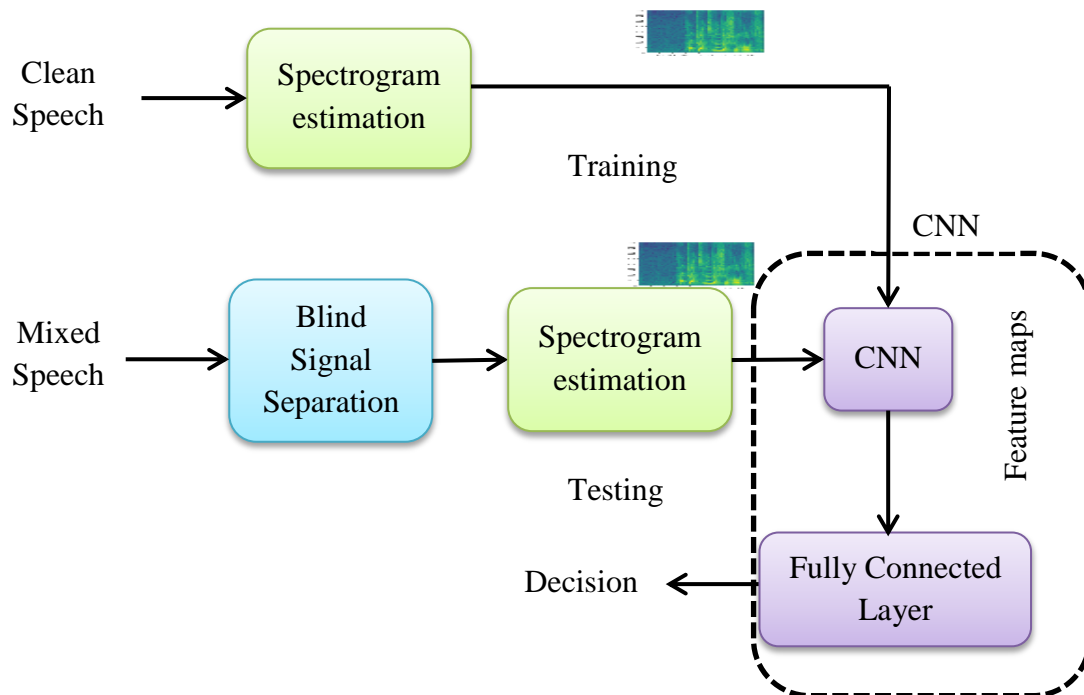 Clean
Speech
Spectrogram
estimation
Training
CNN
Mixed
Speech
Blind
Signal
Separation
Spectrogram
estimation
CNN
Feature maps
Testing
Fully Connected
Layer
Decision